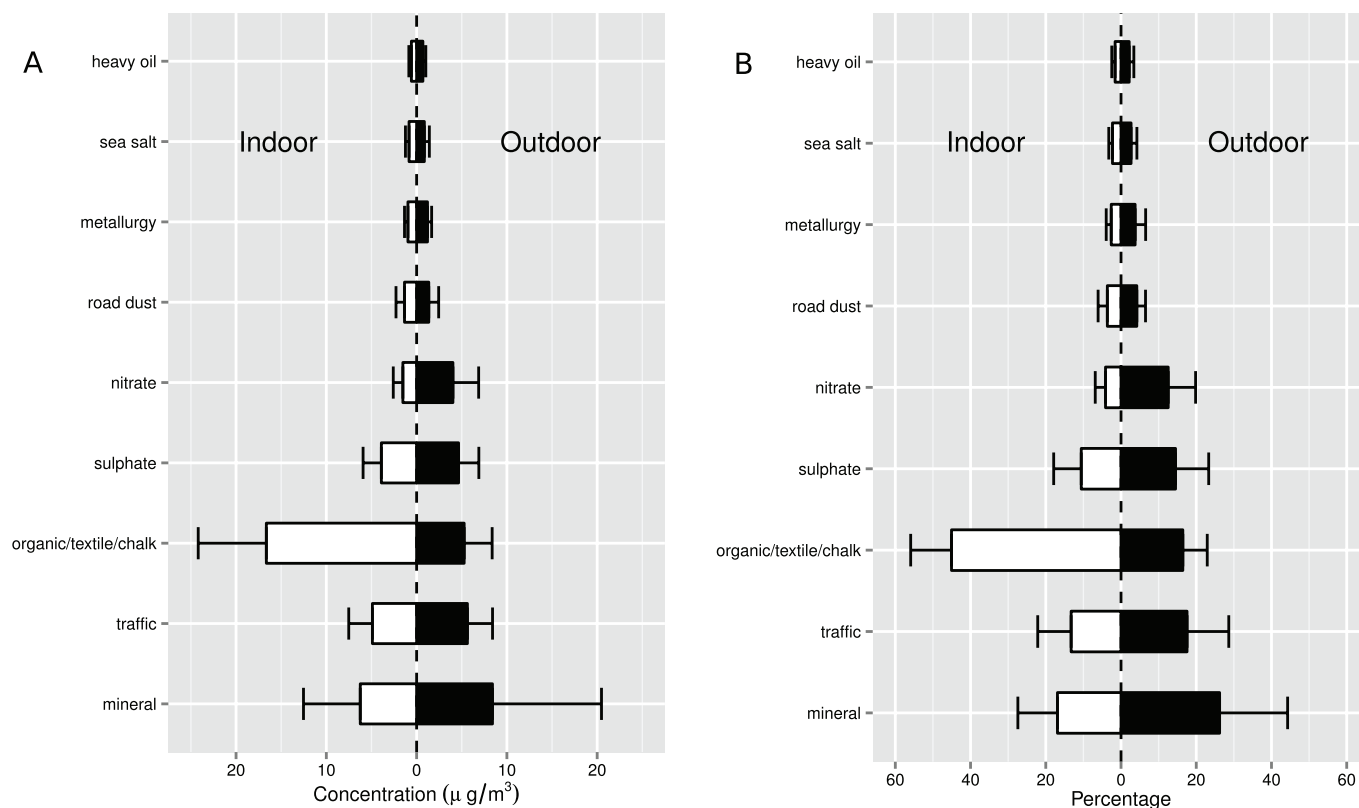 A
heavy oil
sea salt
metallurgy
road dust
nitrate
sulphate
organic/textile/chalk
traffic
mineral
Indoor
Outdoor
20 10 0 10 20
Concentration (μ g/m³)
B
heavy oil
sea salt
metallurgy
road dust
nitrate
sulphate
organic/textile/chalk
traffic
mineral
Indoor
Outdoor
60 40 20 0 20 40 60
Percentage